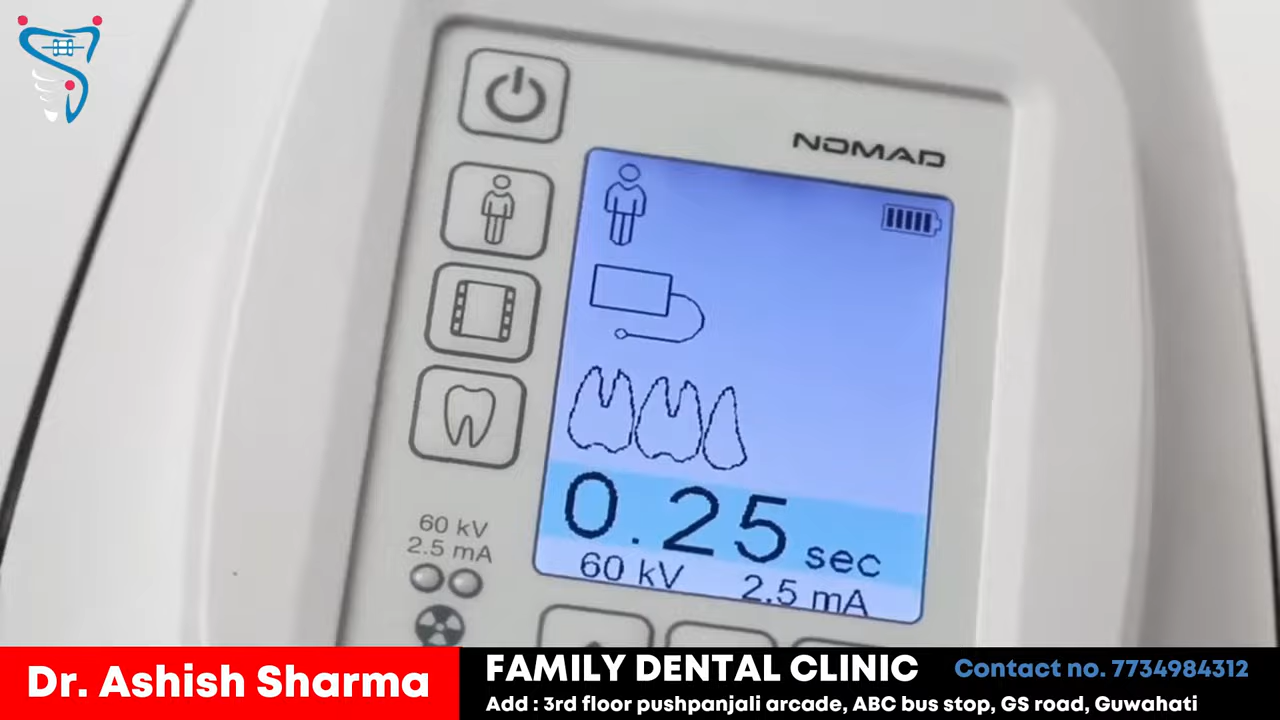 NOMAD
0.25 sec
60 kV 2.5 mA
60 kV
2.5 mA
Dr. Ashish Sharma
FAMILY DENTAL CLINIC
Contact no. 7734984312
Add : 3rd floor pushpanjali arcade, ABC bus stop, GS road, Guwahati